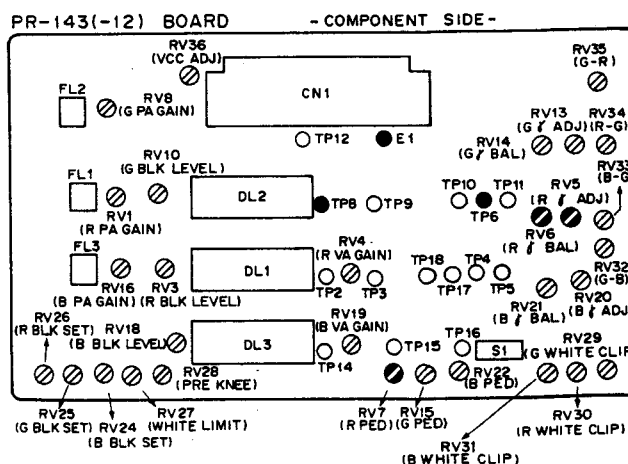 PR-143(-12) BOARD - COMPONENT SIDE -
RV36
(VCC ADJ)
RV35
(G-R)
FL2
RV8
(G PA GAIN)
CN1
RV13
(G γ ADJ)
RV34
(R-G)
TP12
E1
RV14
(G γ BAL)
RV33
(B-G)
RV10
(G BLK LEVEL)
FL1
RV1
(R PA GAIN)
DL2
TP8
TP9
TP10
TP11
TP6
RV5
(R γ ADJ)
RV6
(R γ BAL)
FL3
RV16
(B PA GAIN)
RV3
(R BLK LEVEL)
DL1
RV4
(R VA GAIN)
TP2
TP3
TP18
TP4
TP17
TP5
RV32
(G-B)
RV21
(B γ BAL)
RV20
(B γ ADJ)
RV26
(R BLK SET)
RV18
(B BLK LEVEL)
DL3
RV19
(B VA GAIN)
TP14
TP15
TP16
S1
RV29
(G WHITE CLIP)
RV28
(PRE KNEE)
RV22
(B PED)
RV25
(G BLK SET)
RV24
(B BLK SET)
RV27
(WHITE LIMIT)
RV7
(R PED)
RV15
(G PED)
RV31
(B WHITE CLIP)
RV30
(R WHITE CLIP)